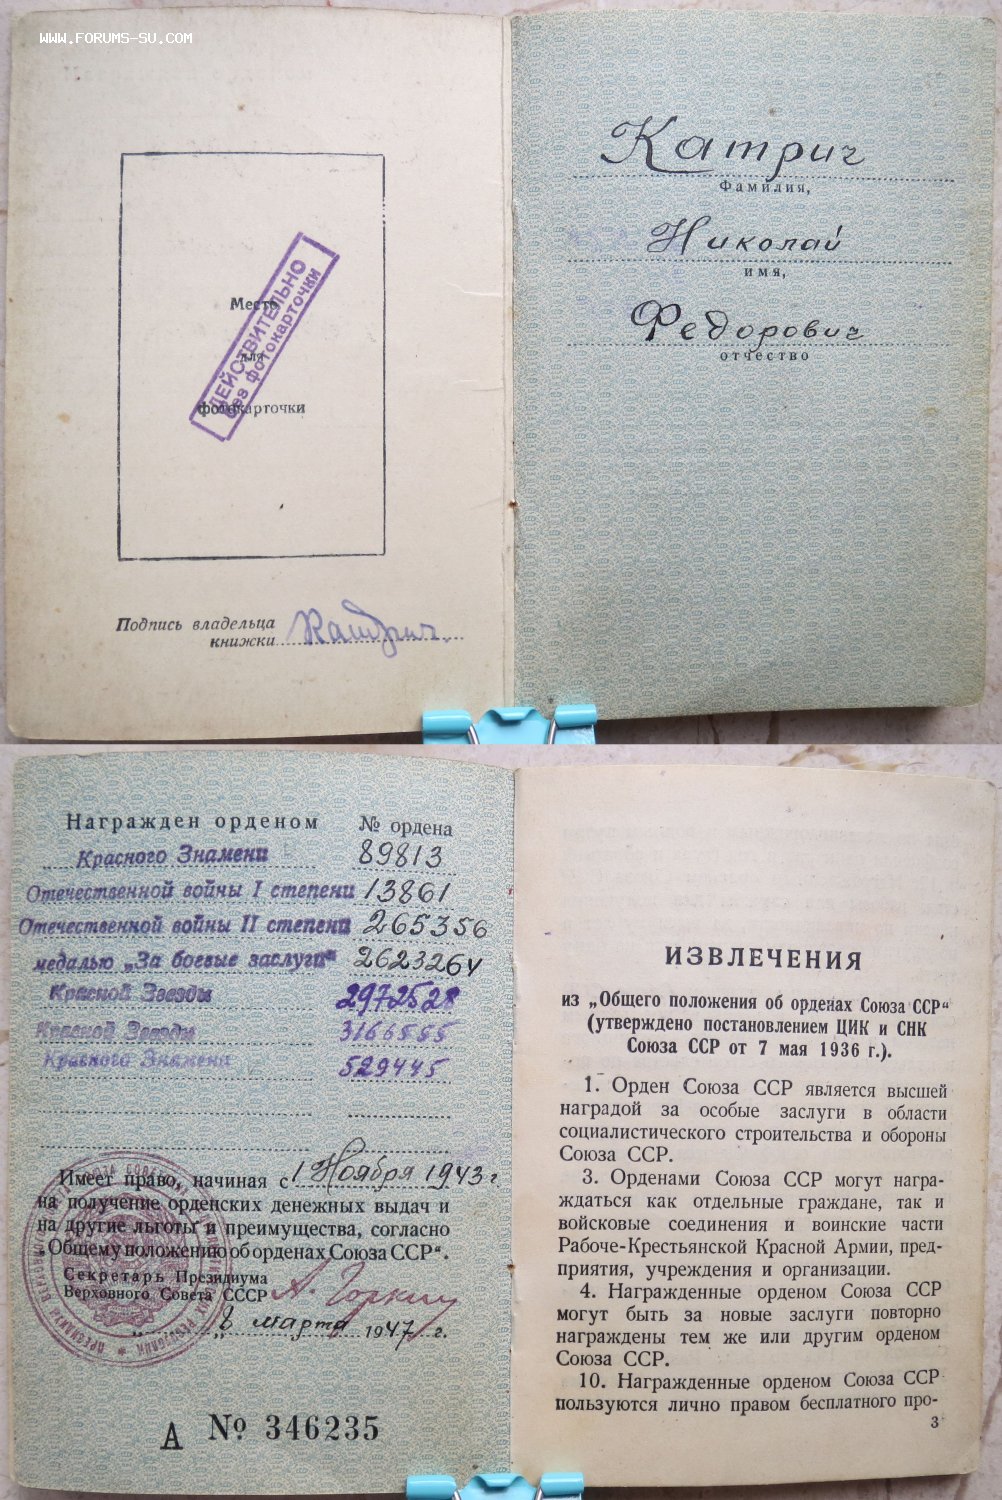 WWW.FORUMS-SU.COM
Место
для
фотокарточки
ДЕЙСТВИТЕЛЬНО
без фотокарточки
Подпись владельца
книжки
Катрич
Катрич
Фамилия,
Николай
имя,
Федорович
отчество
Награжден орденом № ордена
Красного Знамени 89813
Отечественной войны I степени 13861
Отечественной войны II степени 265356
медалью „За боевые заслуги“ 2623264
Красной Звезды 2972528
Красной Звезды 3166555
Красного Знамени 529445
Имеет право, начиная с 1 Ноября 1943 г.
на получение орденских денежных выдач и
на другие льготы и преимущества, согласно
„Общему положению об орденах Союза ССР“.
Секретарь Президиума
Верховного Совета СССР А. Горкин
„8 марта 1947 г.
А № 346235
ИЗВЛЕЧЕНИЯ
из „Общего положения об орденах Союза ССР“
(утверждено постановлением ЦИК и СНК
Союза ССР от 7 мая 1936 г.).
1. Орден Союза ССР является высшей
наградой за особые заслуги в области
социалистического строительства и обороны
Союза ССР.
3. Орденами Союза ССР могут награ-
ждаться как отдельные граждане, так и
войсковые соединения и воинские части
Рабоче-Крестьянской Красной Армии, пред-
приятия, учреждения и организации.
4. Награжденные орденом Союза ССР
могут быть за новые заслуги повторно
награждены тем же или другим орденом
Союза ССР.
10. Награжденные орденом Союза ССР
пользуются лично правом бесплатного про-
3